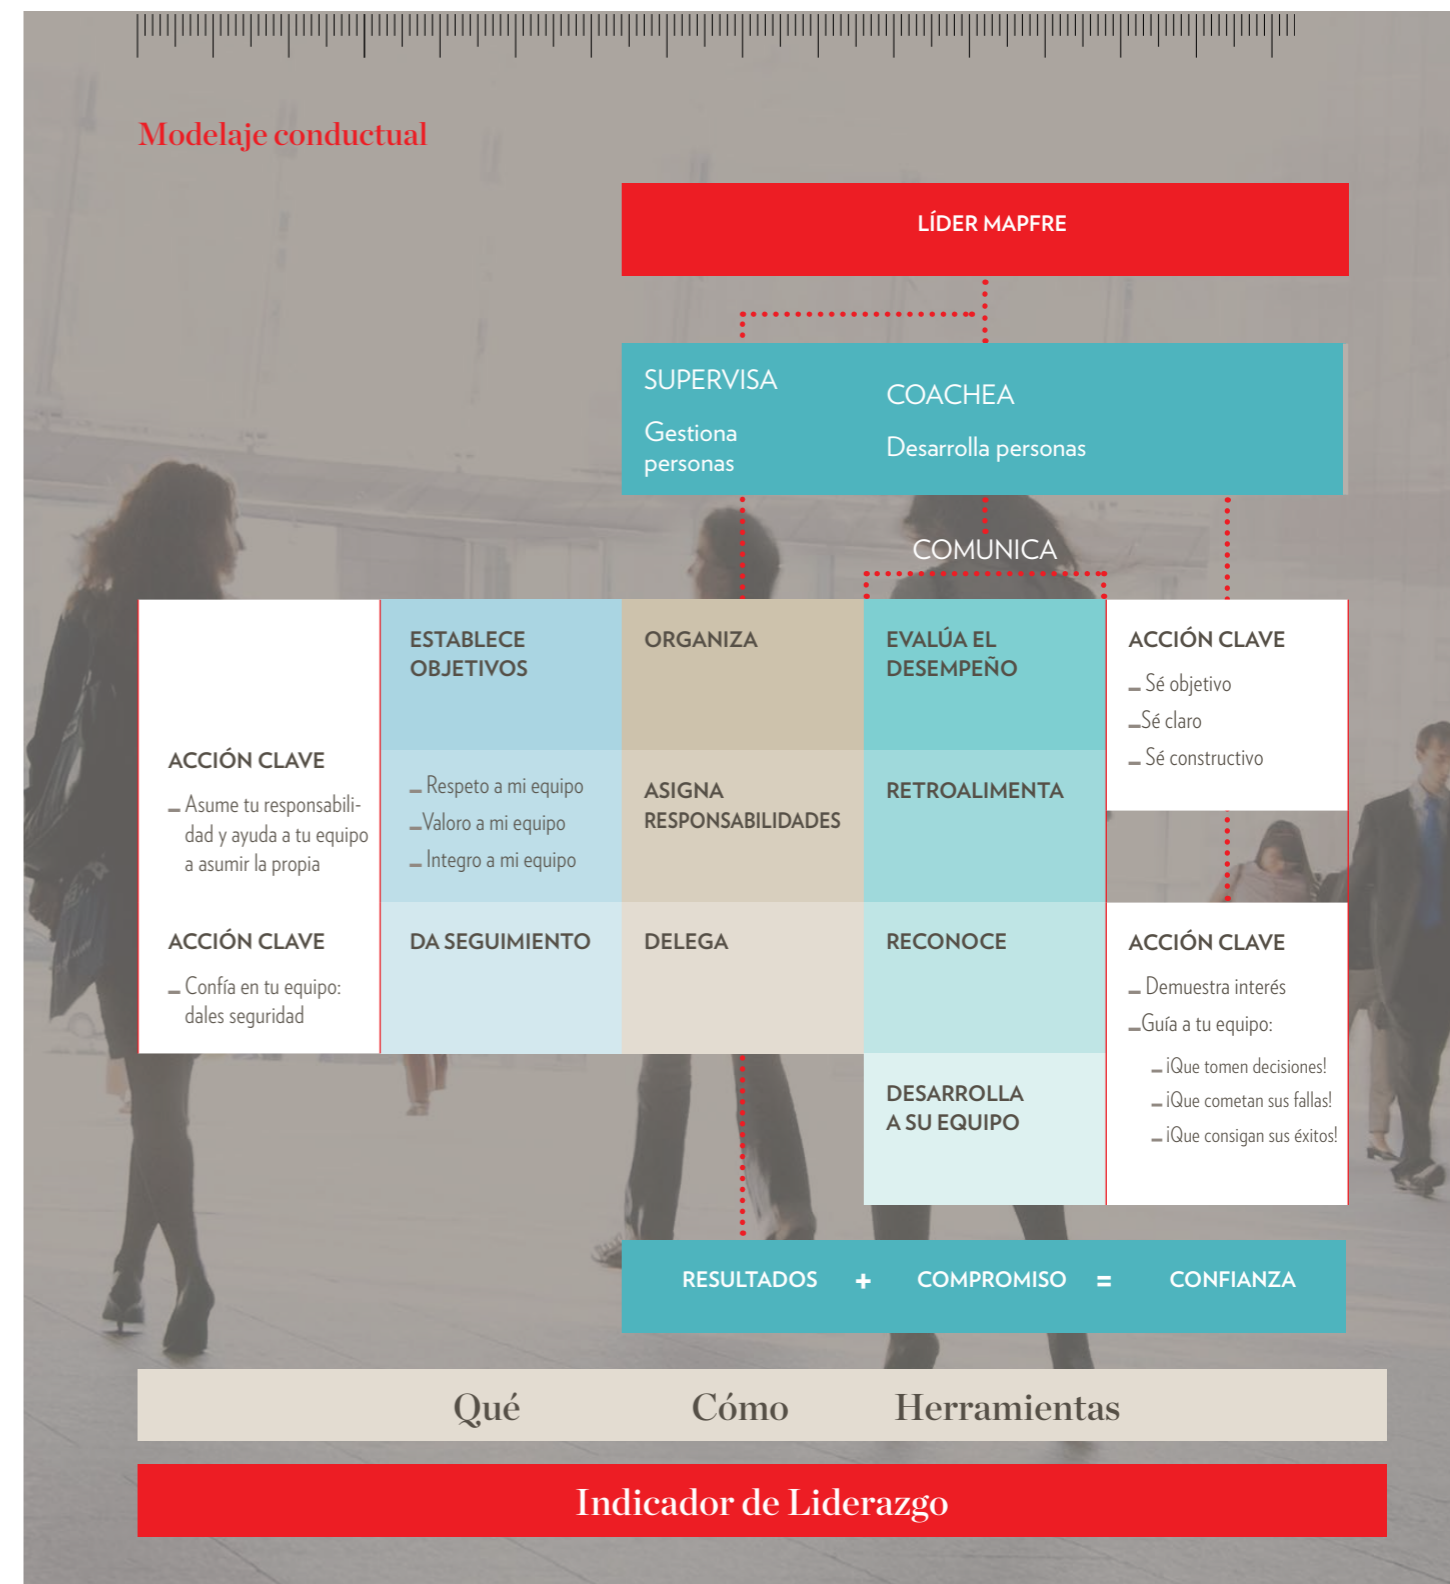 Modelaje conductual
LÍDER MAPFRE
SUPERVISA
Gestiona
personas
COACHEA
Desarrolla personas
COMUNICA
ACCIÓN CLAVE
– Asume tu responsabili-
dad y ayuda a tu equipo
a asumir la propia
ACCIÓN CLAVE
– Confía en tu equipo:
dales seguridad
ESTABLECE
OBJETIVOS
– Respeto a mi equipo
–Valoro a mi equipo
– Integro a mi equipo
DA SEGUIMIENTO
ORGANIZA
ASIGNA
RESPONSABILIDADES
DELEGA
EVALÚA EL
DESEMPEÑO
RETROALIMENTA
RECONOCE
DESARROLLA
A SU EQUIPO
ACCIÓN CLAVE
– Sé objetivo
–Sé claro
– Sé constructivo
ACCIÓN CLAVE
– Demuestra interés
–Guía a tu equipo:
– ¡Que tomen decisiones!
– ¡Que cometan sus fallas!
– ¡Que consigan sus éxitos!
RESULTADOS + COMPROMISO = CONFIANZA
Qué Cómo Herramientas
Indicador de Liderazgo